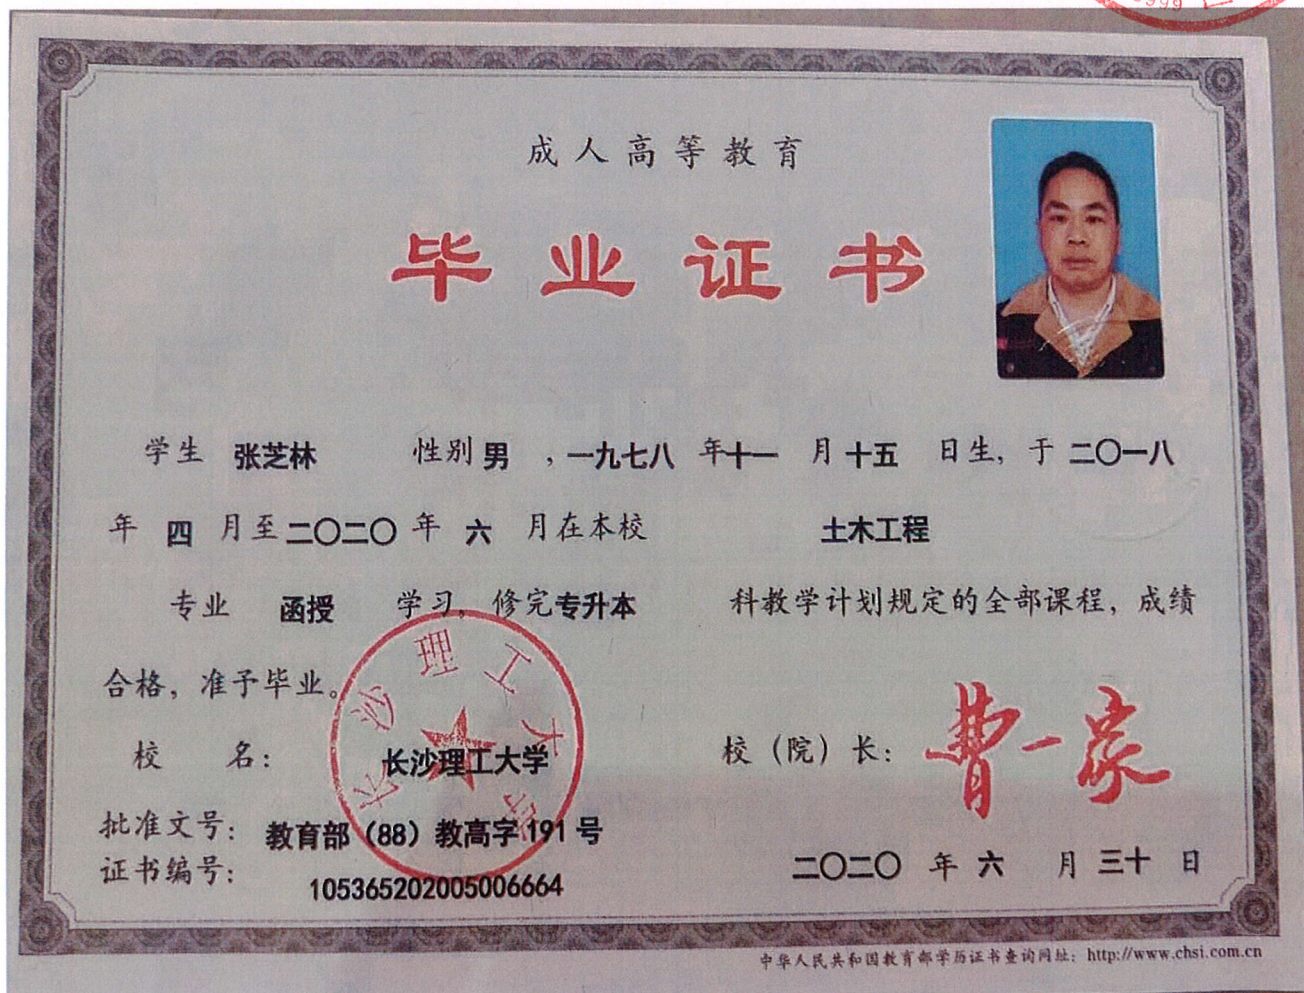 999
成人高等教育
毕业证书
学生 张芝林 性别 男 ，一九七八 年十一 月 十五 日生，于 二〇一八
年 四 月至 二〇二〇 年 六 月在本校 土木工程
专业 函授 学习，修完专升本 科教学计划规定的全部课程，成绩
合格，准予毕业。
长沙理工大学
校 名： 长沙理工大学 校（院）长： 曹一家
批准文号： 教育部（88）教高字 191 号
证书编号： 105365202005006664 二〇二〇 年 六 月 三十 日
中华人民共和国教育部学历证书查询网址：http://www.chsi.com.cn